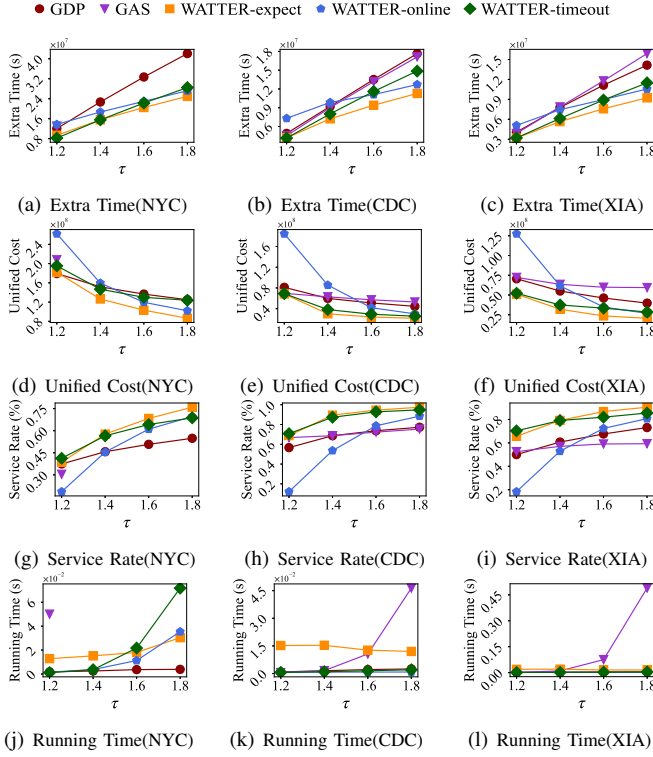 GDP GAS WATTER-expect WATTER-online WATTER-timeout
×10⁷ ×10⁷ ×10⁷
Extra Time (s) 4.0 3.2 2.4 1.6 0.8
1.2 1.4 1.6 1.8
τ
Extra Time (s) 1.8 1.5 1.2 0.9 0.6
1.2 1.4 1.6 1.8
τ
Extra Time (s) 1.5 1.2 0.9 0.6 0.3
1.2 1.4 1.6 1.8
τ
(a) Extra Time(NYC) (b) Extra Time(CDC) (c) Extra Time(XIA)
×10⁸ ×10⁸ ×10⁸
Unified Cost 2.4 2.0 1.6 1.2 0.8
1.2 1.4 1.6 1.8
τ
Unified Cost 1.6 1.2 0.8 0.4
1.2 1.4 1.6 1.8
τ
Unified Cost 1.25 1.00 0.75 0.50 0.25
1.2 1.4 1.6 1.8
τ
(d) Unified Cost(NYC) (e) Unified Cost(CDC) (f) Unified Cost(XIA)
Service Rate (%) 0.75 0.60 0.45 0.30
1.2 1.4 1.6 1.8
τ
Service Rate (%) 1.0 0.8 0.6 0.4 0.2
1.2 1.4 1.6 1.8
τ
Service Rate (%) 0.8 0.6 0.4 0.2
1.2 1.4 1.6 1.8
τ
(g) Service Rate(NYC) (h) Service Rate(CDC) (i) Service Rate(XIA)
×10⁻² ×10⁻²
Running Time (s) 6 4 2 0
1.2 1.4 1.6 1.8
τ
Running Time (s) 4.5 3.0 1.5 0.0
1.2 1.4 1.6 1.8
τ
Running Time (s) 0.45 0.30 0.15 0.00
1.2 1.4 1.6 1.8
τ
(j) Running Time(NYC) (k) Running Time(CDC) (l) Running Time(XIA)